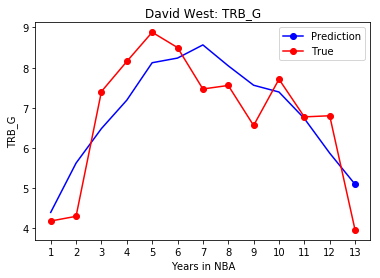 David West: TRB_G
Prediction
True
TRB_G
9
8
7
6
5
4
1 2 3 4 5 6 7 8 9 10 11 12 13
Years in NBA